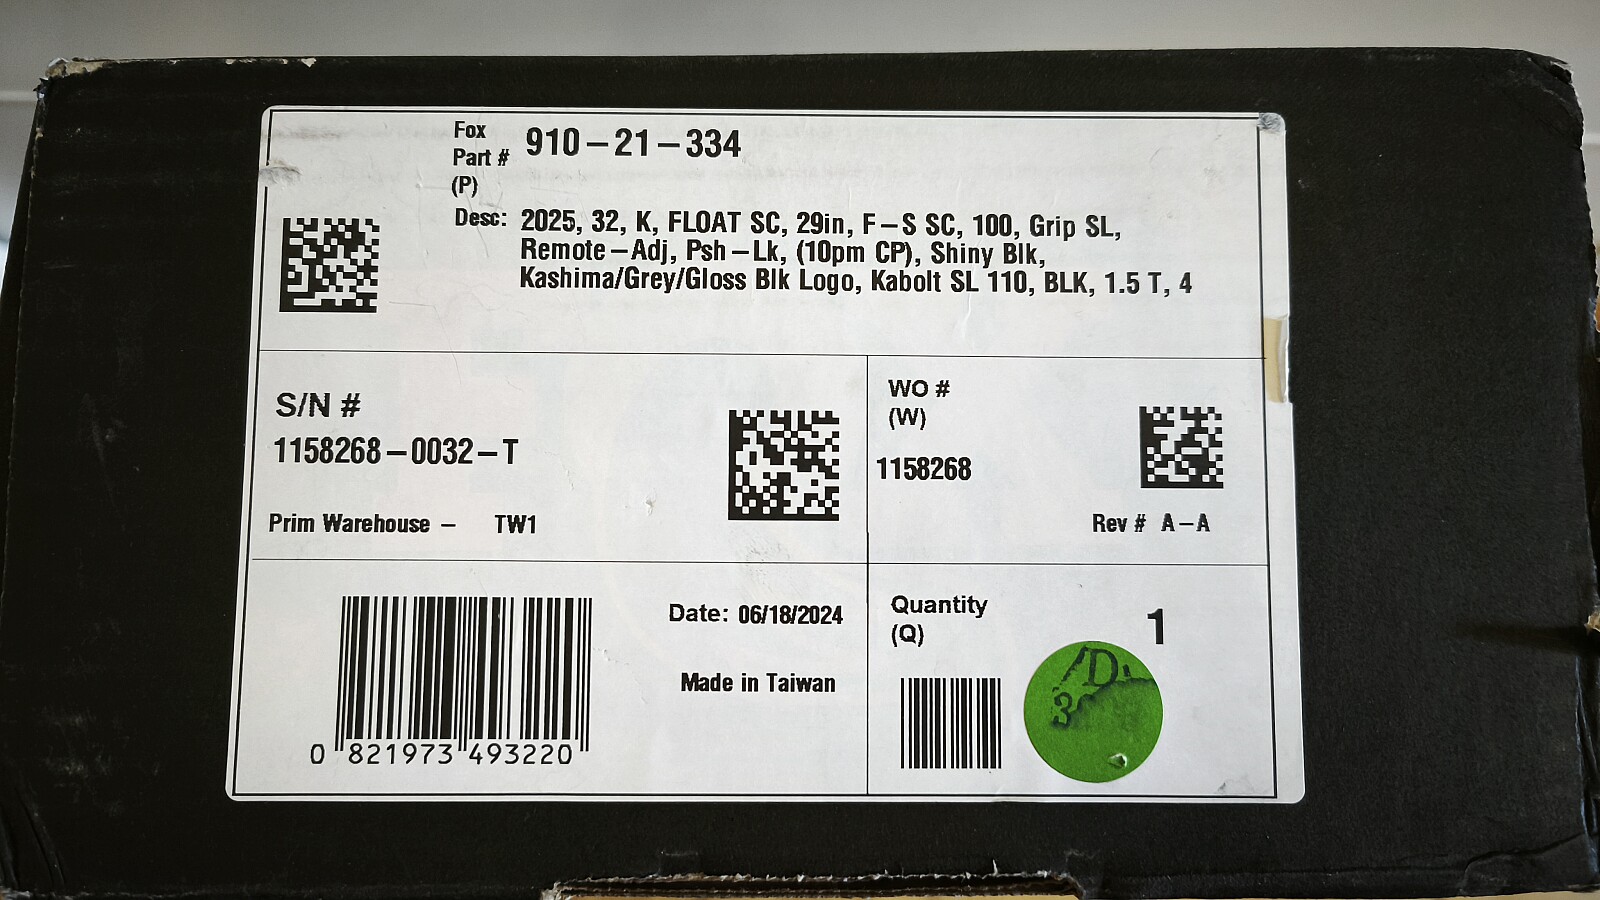 Fox
Part # 910-21-334
(P)
Desc: 2025, 32, K, FLOAT SC, 29in, F-S SC, 100, Grip SL,
Remote-Adj, Psh-Lk, (10pm CP), Shiny Blk,
Kashima/Grey/Gloss Blk Logo, Kabolt SL 110, BLK, 1.5 T, 4
S/N #
1158268-0032-T
Prim Warehouse - TW1
WO #
(W)
1158268
Rev # A-A
0 821973 493220
Date: 06/18/2024
Made in Taiwan
Quantity
(Q)
1